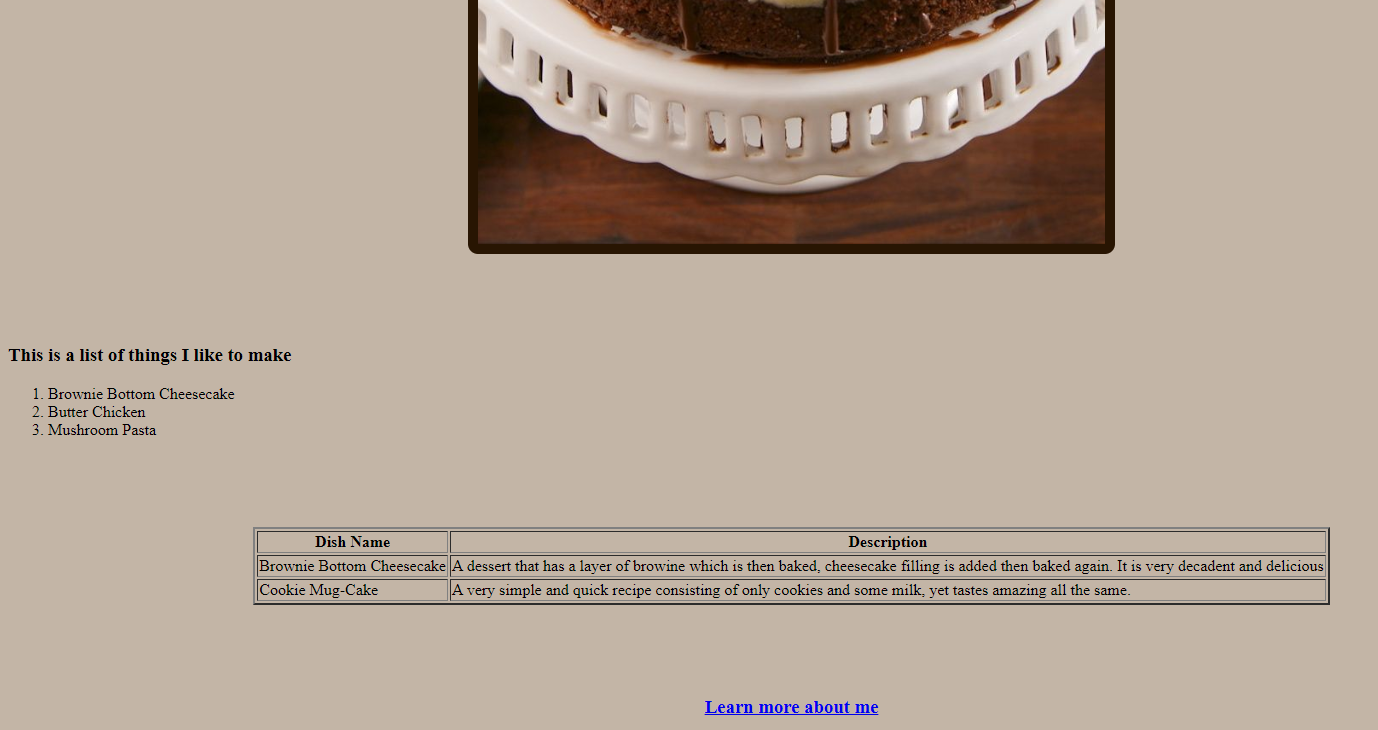 This is a list of things I like to make
1. Brownie Bottom Cheesecake
2. Butter Chicken
3. Mushroom Pasta
Dish Name Description
Brownie Bottom Cheesecake A dessert that has a layer of browine which is then baked, cheesecake filling is added then baked again. It is very decadent and delicious
Cookie Mug-Cake A very simple and quick recipe consisting of only cookies and some milk, yet tastes amazing all the same.
Learn more about me